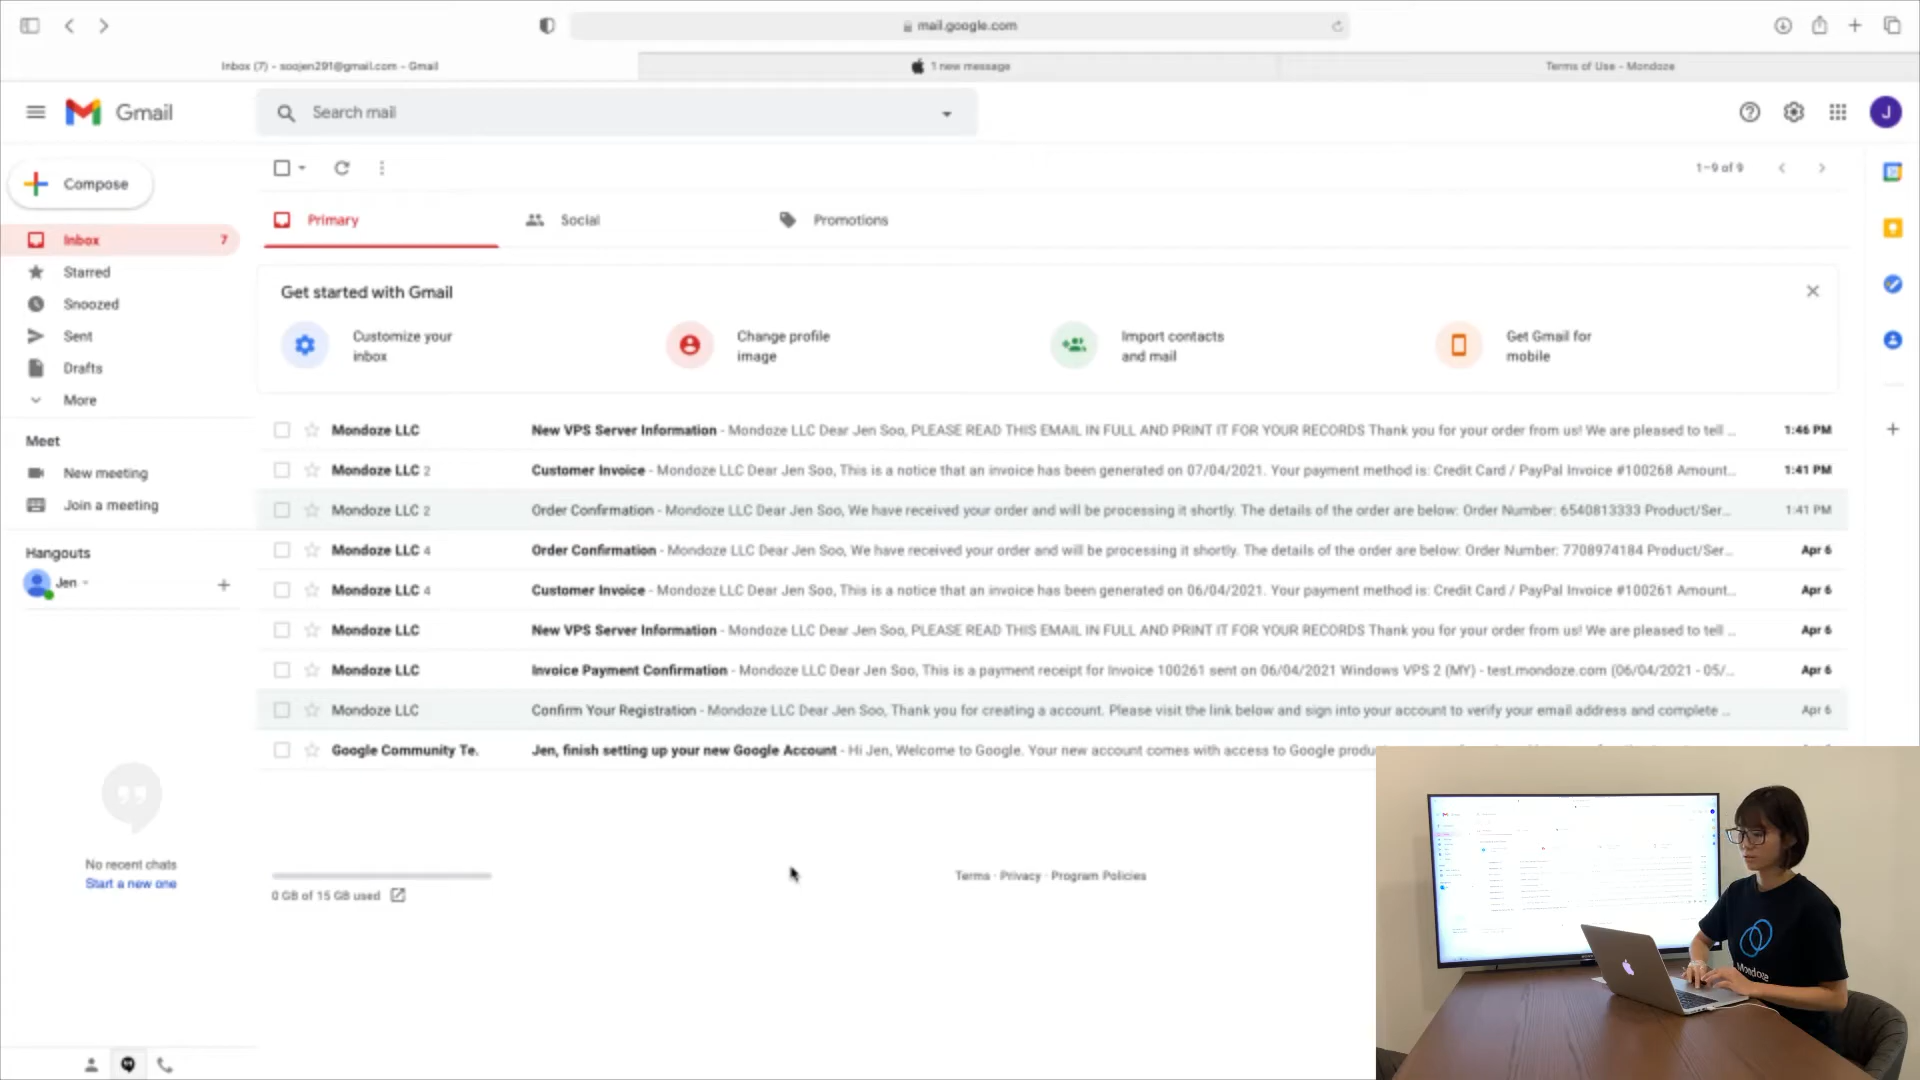 mail.google.com
Inbox (7) - soojen291@gmail.com - Gmail
1 new message
Terms of Use - Mondoze
Gmail
Search mail
J
Compose
1-9 of 9
Primary
Social
Promotions
Inbox 7
Starred
Snoozed
Sent
Drafts
More
Get started with Gmail
Customize your
inbox
Change profile
image
Import contacts
and mail
Get Gmail for
mobile
Meet
New meeting
Join a meeting
Hangouts
Jen
Mondoze LLC New VPS Server Information - Mondoze LLC Dear Jen Soo, PLEASE READ THIS EMAIL IN FULL AND PRINT IT FOR YOUR RECORDS Thank you for your order from us! We are pleased to tell ... 1:46 PM
Mondoze LLC 2 Customer Invoice - Mondoze LLC Dear Jen Soo, This is a notice that an invoice has been generated on 07/04/2021. Your payment method is: Credit Card / PayPal Invoice #100268 Amount... 1:41 PM
Mondoze LLC 2 Order Confirmation - Mondoze LLC Dear Jen Soo, We have received your order and will be processing it shortly. The details of the order are below: Order Number: 6540813333 Product/Ser... 1:41 PM
Mondoze LLC 4 Order Confirmation - Mondoze LLC Dear Jen Soo, We have received your order and will be processing it shortly. The details of the order are below: Order Number: 7708974184 Product/Ser... Apr 6
Mondoze LLC 4 Customer Invoice - Mondoze LLC Dear Jen Soo, This is a notice that an invoice has been generated on 06/04/2021. Your payment method is: Credit Card / PayPal Invoice #100261 Amount... Apr 6
Mondoze LLC New VPS Server Information - Mondoze LLC Dear Jen Soo, PLEASE READ THIS EMAIL IN FULL AND PRINT IT FOR YOUR RECORDS Thank you for your order from us! We are pleased to tell ... Apr 6
Mondoze LLC Invoice Payment Confirmation - Mondoze LLC Dear Jen Soo, This is a payment receipt for Invoice 100261 sent on 06/04/2021 Windows VPS 2 (MY) - test.mondoze.com (06/04/2021 - 05/... Apr 6
Mondoze LLC Confirm Your Registration - Mondoze LLC Dear Jen Soo, Thank you for creating a account. Please visit the link below and sign into your account to verify your email address and complete ... Apr 6
Google Community Te. Jen, finish setting up your new Google Account - Hi Jen, Welcome to Google. Your new account comes with access to Google
No recent chats
Start a new one
0 GB of 15 GB used
Terms · Privacy · Program Policies
Mondoze